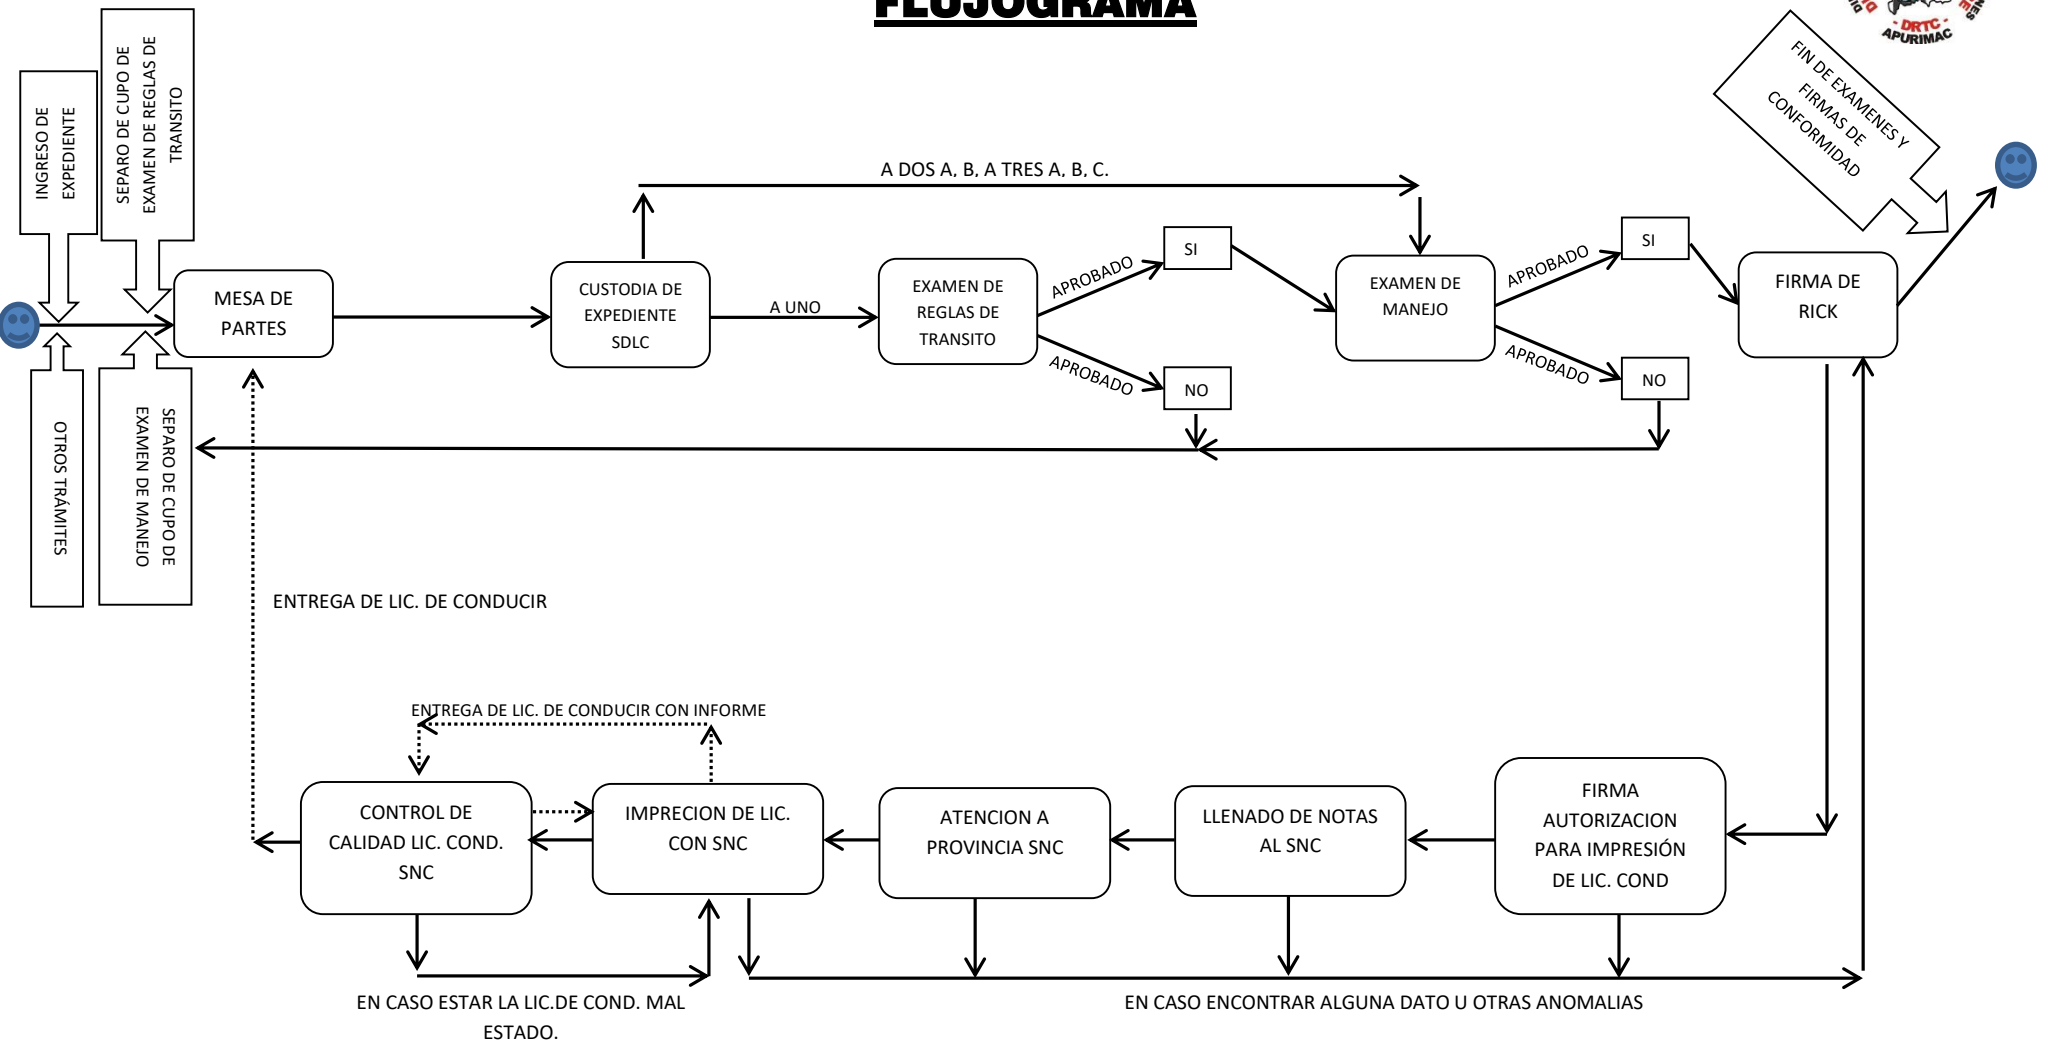 FLUJOGRAMA
- DRTC -
APURIMAC
INGRESO DE
EXPEDIENTE
SEPARO DE CUPO DE
EXAMEN DE REGLAS DE
TRANSITO
FIN DE EXAMENES Y
FIRMAS DE
CONFORMIDAD
A DOS A, B, A TRES A, B, C.
MESA DE
PARTES
CUSTODIA DE
EXPEDIENTE
SDLC
A UNO
EXAMEN DE
REGLAS DE
TRANSITO
APROBADO
SI
APROBADO
NO
EXAMEN DE
MANEJO
APROBADO
SI
APROBADO
NO
FIRMA DE
RICK
OTROS TRÁMITES
SEPARO DE CUPO DE
EXAMEN DE MANEJO
ENTREGA DE LIC. DE CONDUCIR
ENTREGA DE LIC. DE CONDUCIR CON INFORME
CONTROL DE
CALIDAD LIC. COND.
SNC
IMPRECION DE LIC.
CON SNC
ATENCION A
PROVINCIA SNC
LLENADO DE NOTAS
AL SNC
FIRMA
AUTORIZACION
PARA IMPRESIÓN
DE LIC. COND
EN CASO ESTAR LA LIC.DE COND. MAL
ESTADO.
EN CASO ENCONTRAR ALGUNA DATO U OTRAS ANOMALIAS